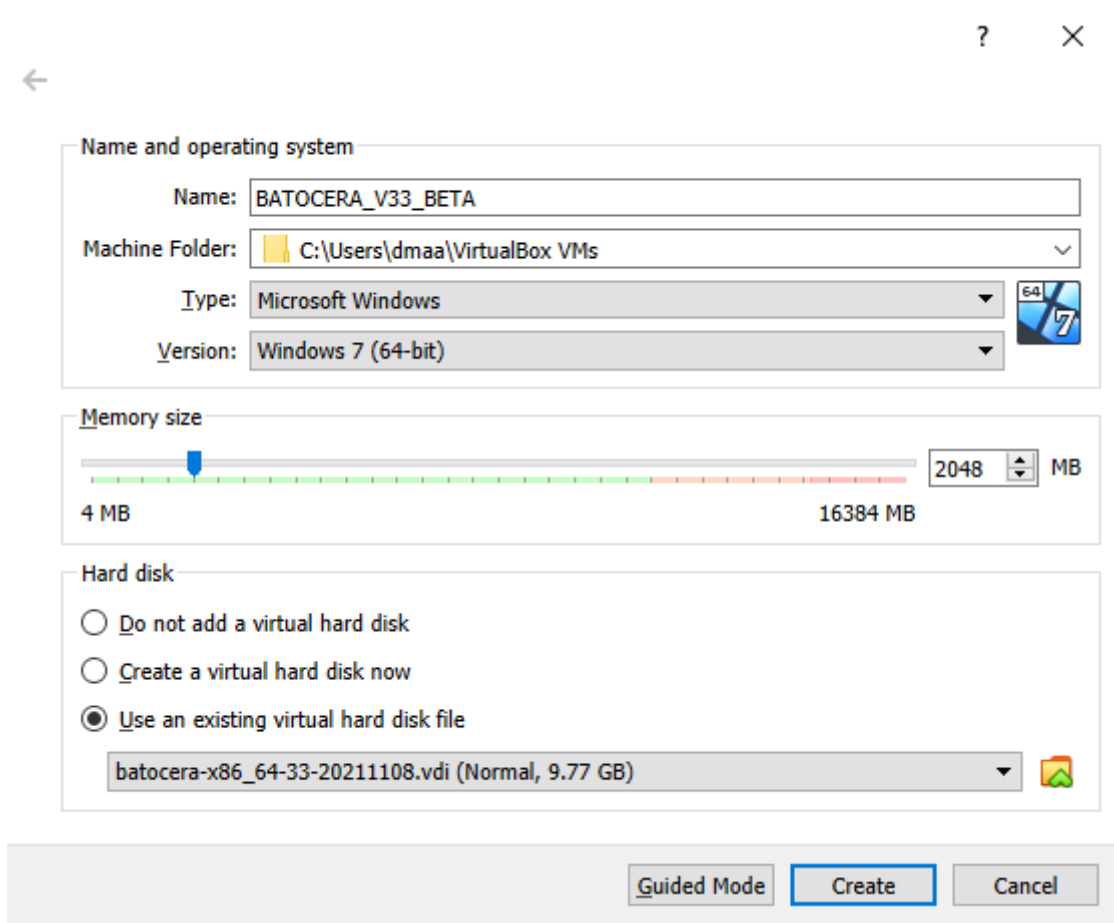 ?
Name and operating system
Name: BATOCERA_V33_BETA
Machine Folder: C:\Users\dmaa\VirtualBox VMs
Type: Microsoft Windows
64
7
Version: Windows 7 (64-bit)
Memory size
2048 MB
4 MB 16384 MB
Hard disk
Do not add a virtual hard disk
Create a virtual hard disk now
Use an existing virtual hard disk file
batocera-x86_64-33-20211108.vdi (Normal, 9.77 GB)
Guided Mode Create Cancel